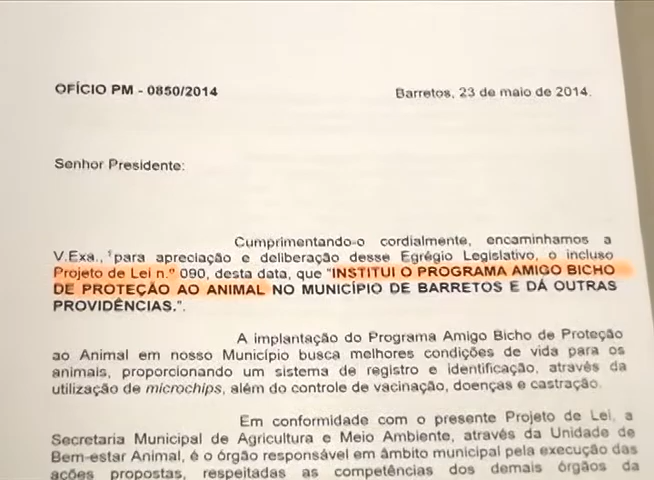 OFÍCIO PM - 0850/2014 Barretos, 23 de maio de 2014.
Senhor Presidente:
Cumprimentando-o cordialmente, encaminhamos a
V.Exa., para apreciação e deliberação desse Egrégio Legislativo, o incluso
Projeto de Lei n.º 090, desta data, que "INSTITUI O PROGRAMA AMIGO BICHO
DE PROTEÇÃO AO ANIMAL NO MUNICÍPIO DE BARRETOS E DÁ OUTRAS
PROVIDÊNCIAS.".
A implantação do Programa Amigo Bicho de Proteção
ao Animal em nosso Município busca melhores condições de vida para os
animais, proporcionando um sistema de registro e identificação, através da
utilização de microchips, além do controle de vacinação, doenças e castração.
Em conformidade com o presente Projeto de Lei, a
Secretaria Municipal de Agricultura e Meio Ambiente, através da Unidade de
Bem-estar Animal, é o órgão responsável em âmbito municipal pela execução das
ações propostas, respeitadas as competências dos demais órgãos da